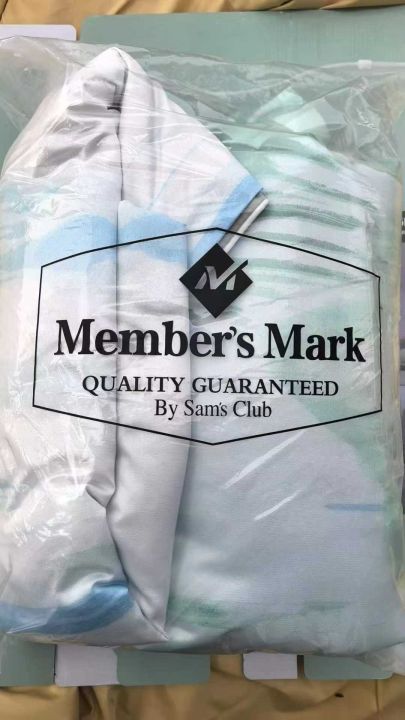 M
Member's Mark
QUALITY GUARANTEED
By Sam's Club